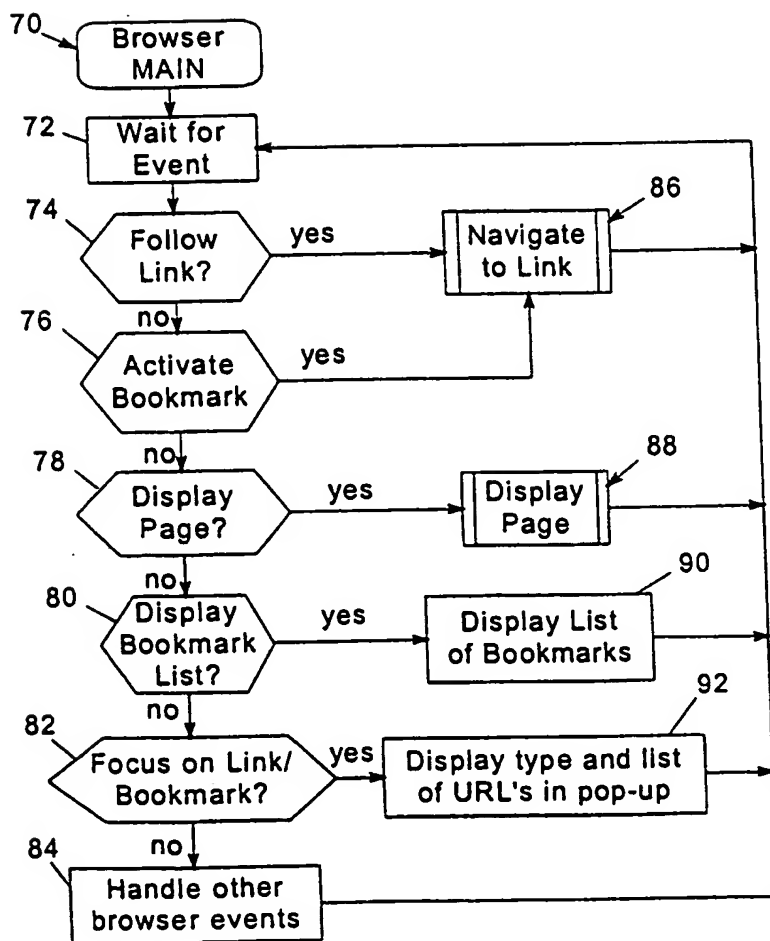 70
Browser
MAIN
72
Wait for
Event
74
Follow
Link?
yes
86
Navigate
to Link
no
76
Activate
Bookmark
yes
no
78
Display
Page?
yes
88
Display
Page
no
80
Display
Bookmark
List?
yes
90
Display List
of Bookmarks
no
82
Focus on Link/
Bookmark?
yes
92
Display type and list
of URL's in pop-up
no
84
Handle other
browser events